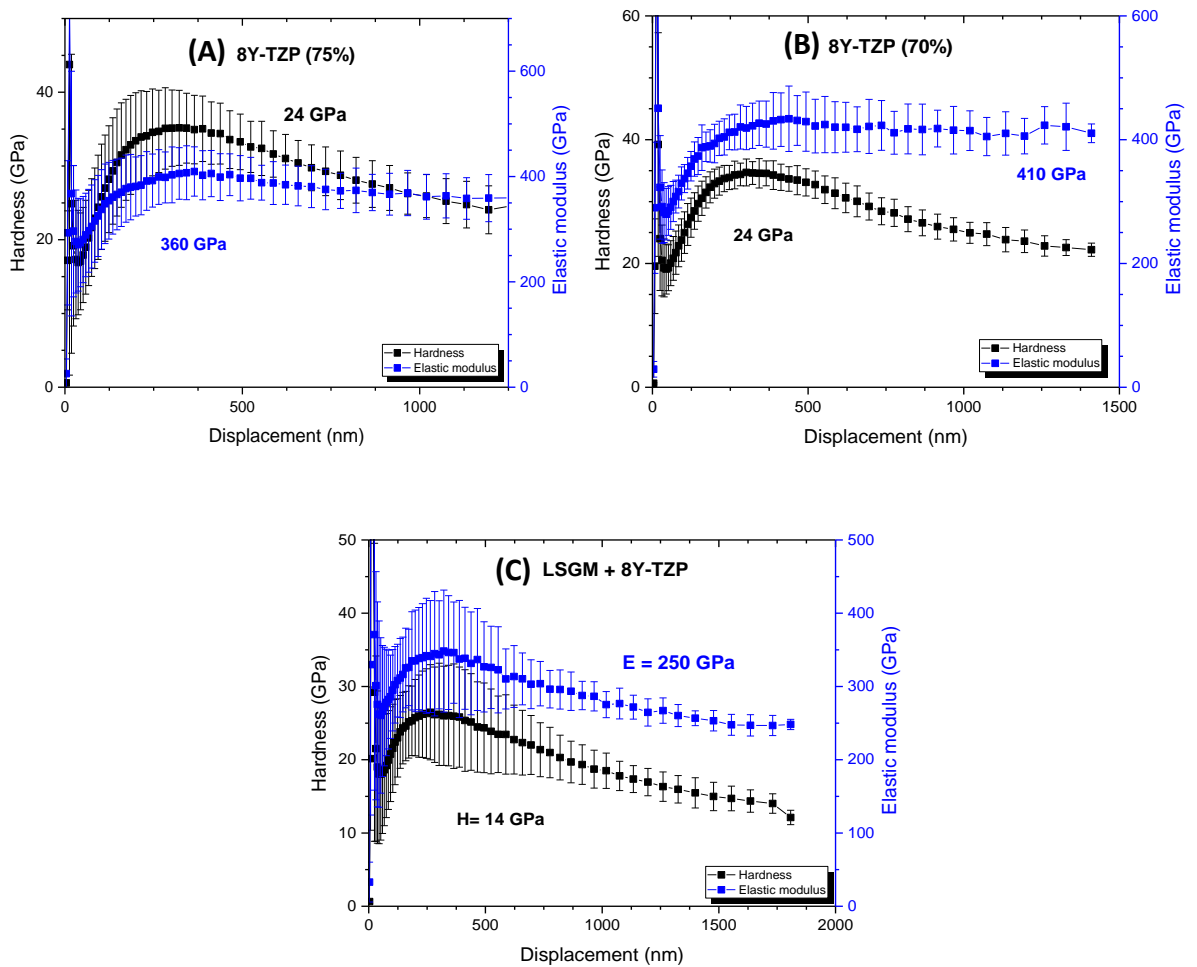 (A) 8Y-TZP (75%)
24 GPa
360 GPa
Hardness (GPa)
0
20
40
Elastic modulus (GPa)
0
200
400
600
0
500
1000
Displacement (nm)
Hardness
Elastic modulus
(B) 8Y-TZP (70%)
410 GPa
24 GPa
Hardness (GPa)
0
20
40
60
Elastic modulus (GPa)
0
100
200
300
400
500
600
0
500
1000
1500
Displacement (nm)
Hardness
Elastic modulus
(C) LSGM + 8Y-TZP
E = 250 GPa
H= 14 GPa
Hardness (GPa)
0
10
20
30
40
50
Elastic modulus (GPa)
0
100
200
300
400
500
0
500
1000
1500
2000
Displacement (nm)
Hardness
Elastic modulus